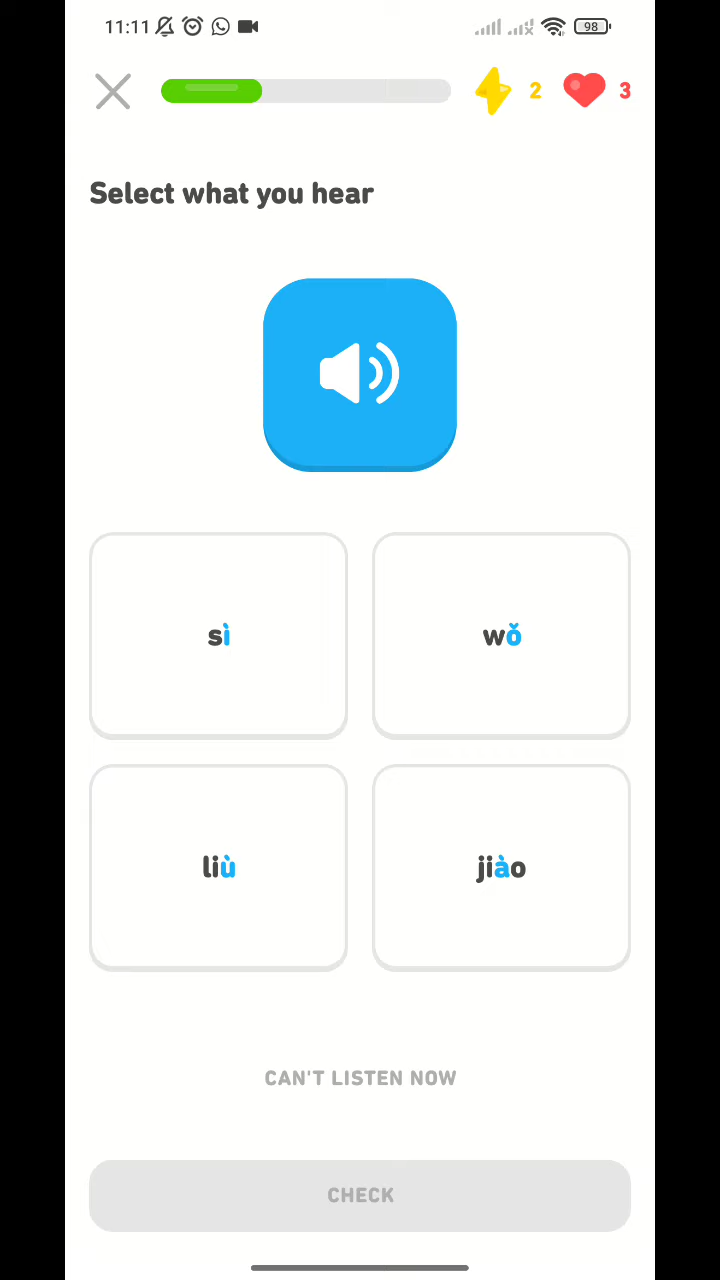 11:11 98
2 3
Select what you hear
sì wǒ
liù jiào
CAN'T LISTEN NOW
CHECK